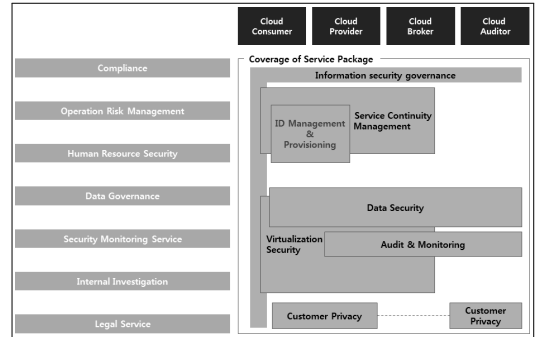 Cloud Consumer
Cloud Provider
Cloud Broker
Cloud Auditor
Coverage of Service Package
Compliance
Operation Risk Management
Human Resource Security
Data Governance
Security Monitoring Service
Internal Investigation
Legal Service
Information security governance
ID Management
&
Provisioning
Service Continuity
Management
Data Security
Virtualization
Security
Audit & Monitoring
Customer Privacy
Customer
Privacy